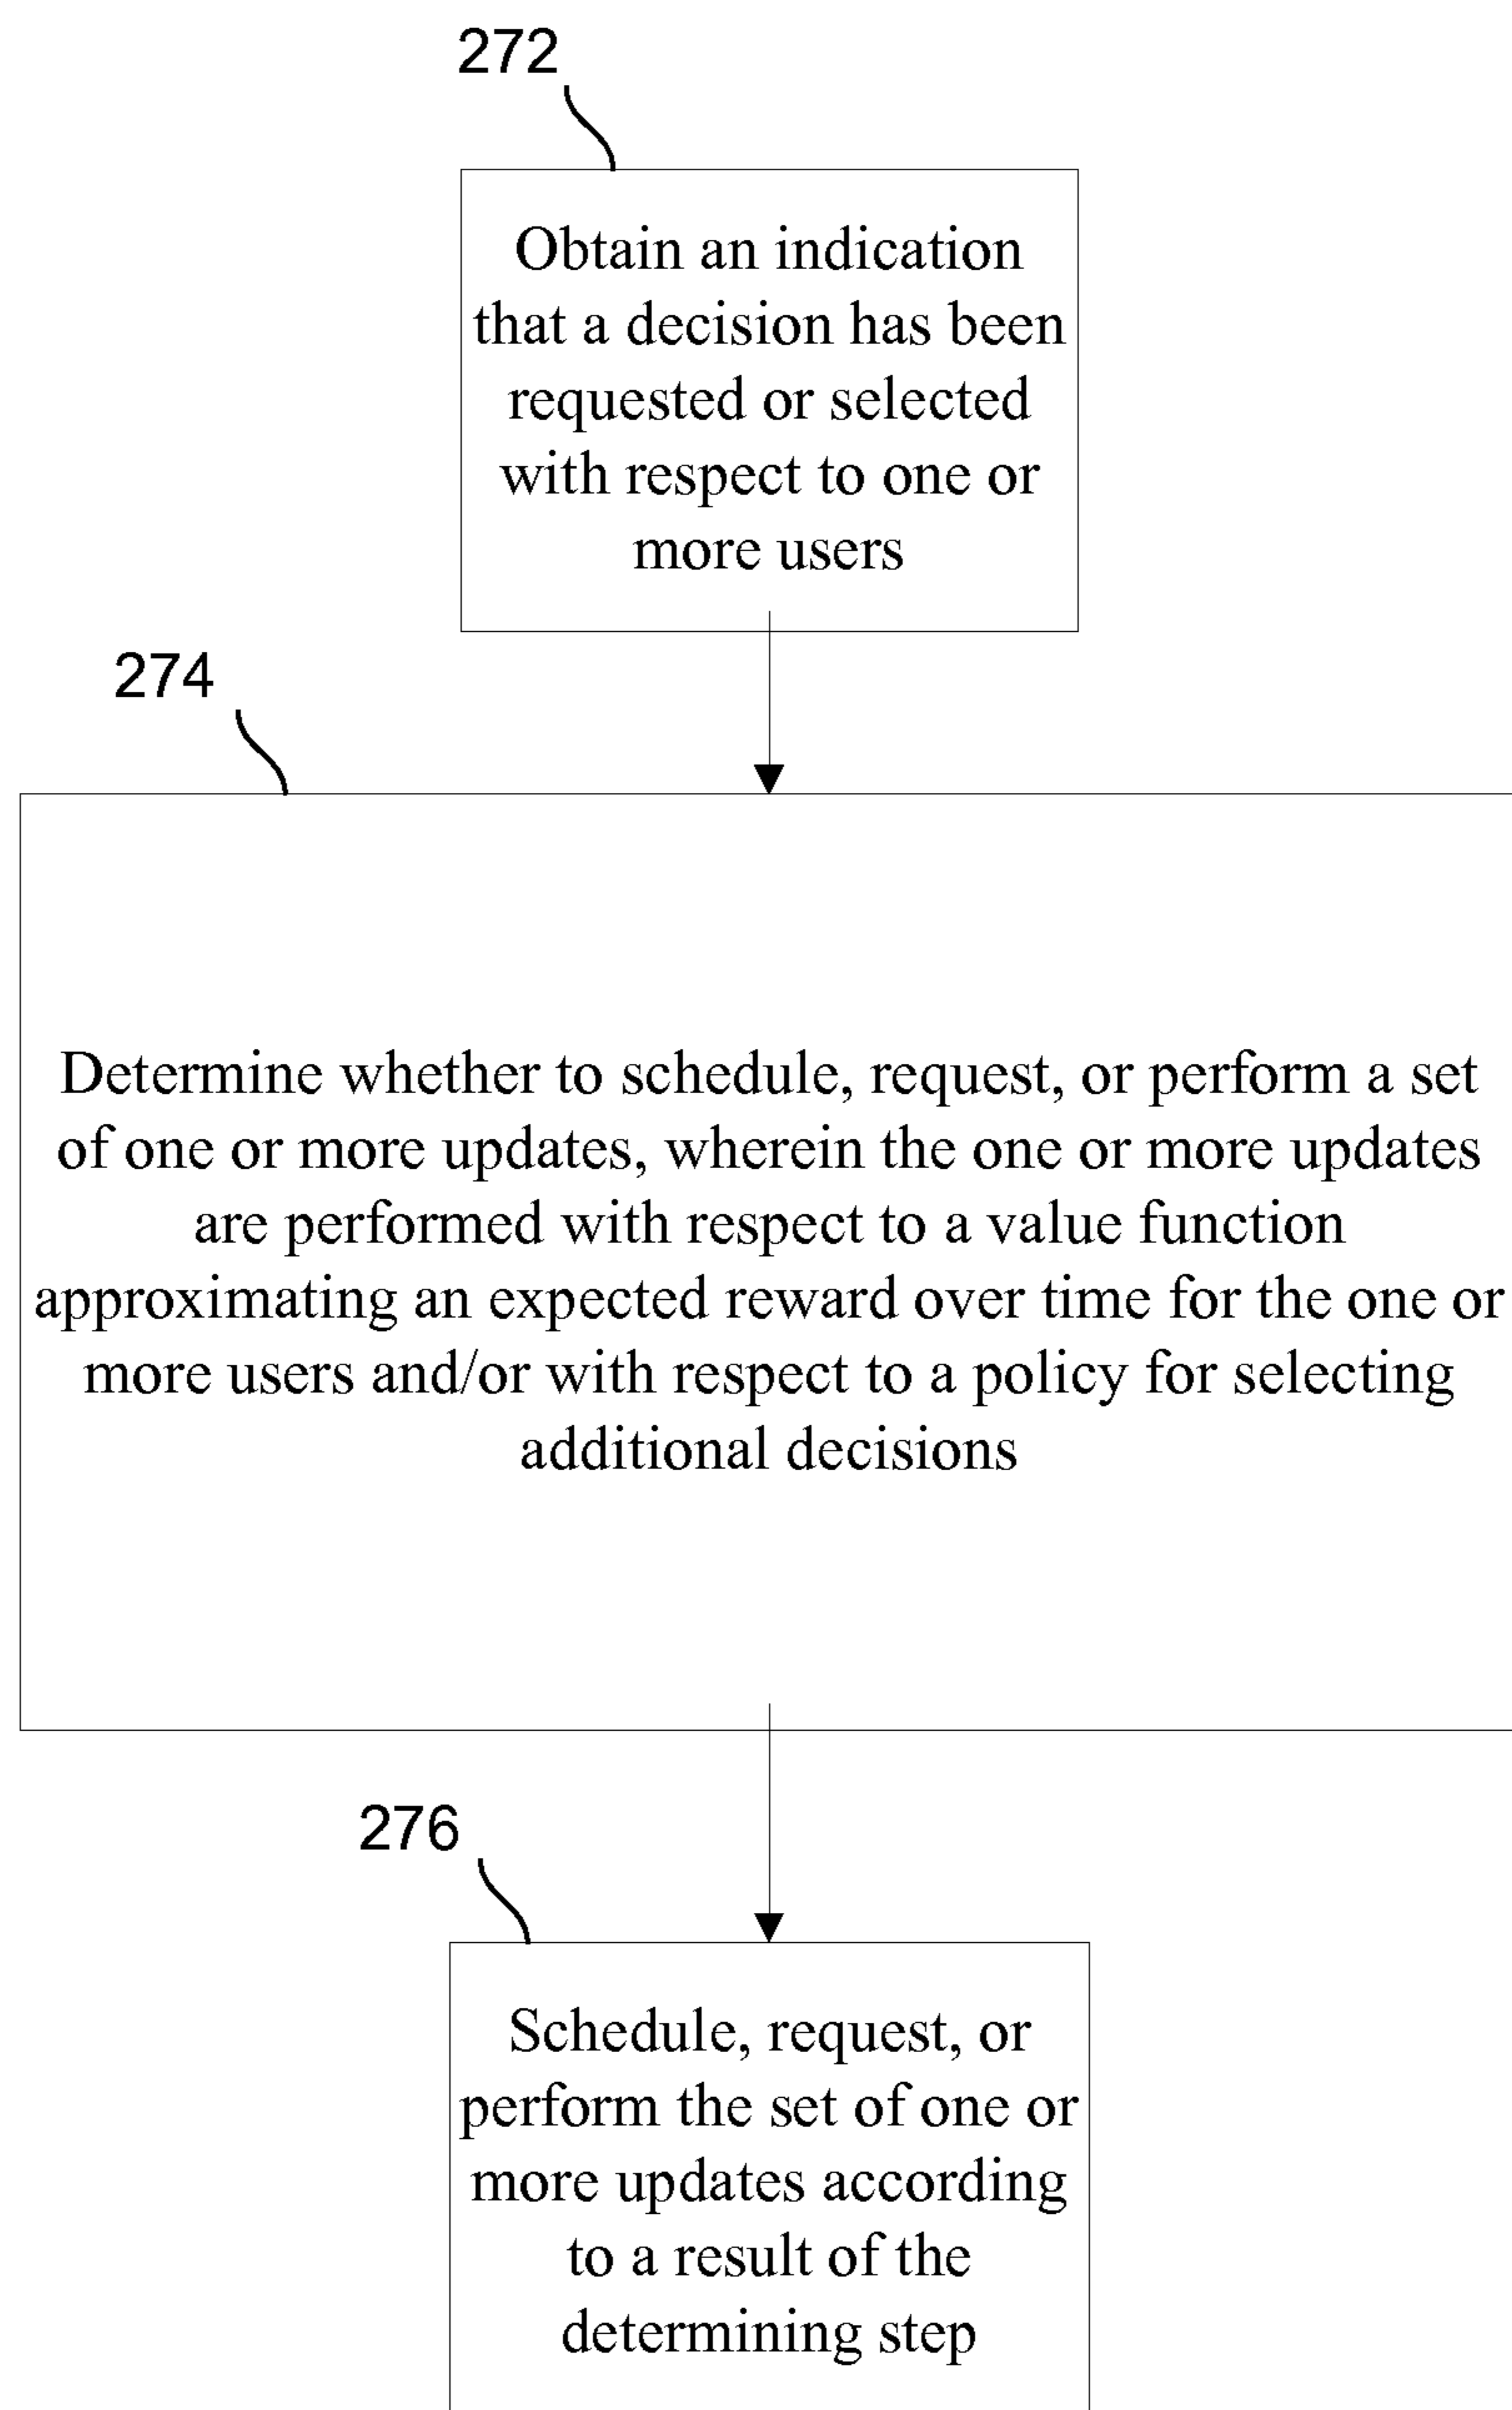 272
Obtain an indication
that a decision has been
requested or selected
with respect to one or
more users
274
Determine whether to schedule, request, or perform a set
of one or more updates, wherein the one or more updates
are performed with respect to a value function
approximating an expected reward over time for the one or
more users and/or with respect to a policy for selecting
additional decisions
276
Schedule, request, or
perform the set of one or
more updates according
to a result of the
determining step